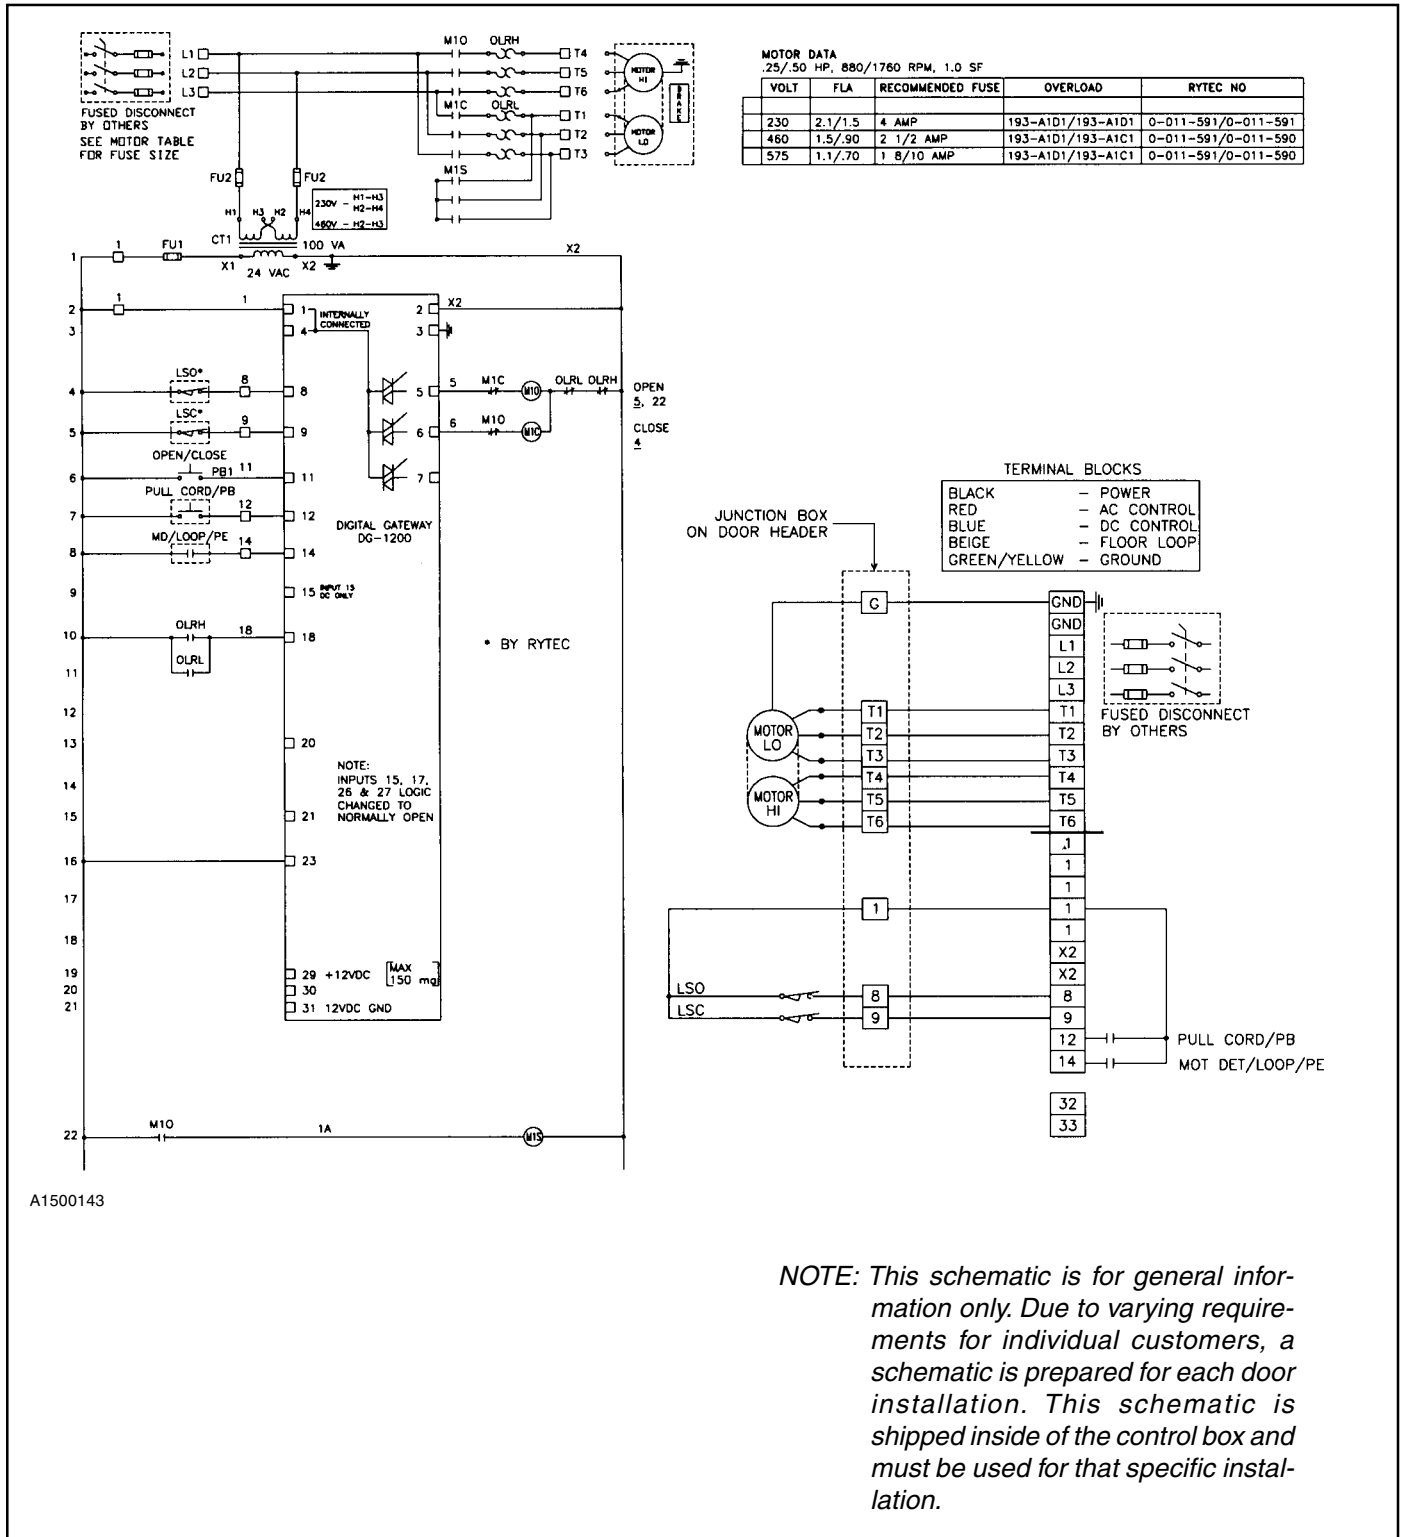 M1O OLRH
L1 T4
L2 T5
L3 T6
MOTOR HI
BRAKE
M1C OLRL
T1
T2
T3
MOTOR LO
FUSED DISCONNECT
BY OTHERS
SEE MOTOR TABLE
FOR FUSE SIZE
M1S
FU2 FU2
H1 H3 H2 H4
230V - H1-H3
H2-H4
460V - H2-H3
MOTOR DATA
.25/.50 HP, 880/1760 RPM, 1.0 SF
VOLT FLA RECOMMENDED FUSE OVERLOAD RYTEC NO
230 2.1/1.5 4 AMP 193-A1D1/193-A1D1 0-011-591/0-011-591
460 1.5/.90 2 1/2 AMP 193-A1D1/193-A1C1 0-011-591/0-011-590
575 1.1/.70 1 8/10 AMP 193-A1D1/193-A1C1 0-011-591/0-011-590
CT1 100 VA
1 1 FU1 X1 24 VAC X2 X2
2 1 1 1 2 X2
INTERNALLY
CONNECTED
3 4 3
LSO*
4 8 8 5 5 M1C M1O OLRL OLRH
OPEN
5, 22
LSC*
5 9 9 6 6 M1O M1C
CLOSE
4
OPEN/CLOSE
6 PB1 11 11 7
PULL CORD/PB
7 12 12
DIGITAL GATEWAY
DG-1200
MD/LOOP/PE
8 14 14
9 15 INPUT 15
DC ONLY
OLRH
10 18 18
OLRL
11
* BY RYTEC
12
13 20
NOTE:
INPUTS 15, 17,
26 & 27 LOGIC
CHANGED TO
NORMALLY OPEN
14
15 21
16 23
17
18
19 29 +12VDC
MAX
150 ma
20 30
21 31 12VDC GND
22 M1O 1A M1S
TERMINAL BLOCKS
BLACK - POWER
RED - AC CONTROL
BLUE - DC CONTROL
BEIGE - FLOOR LOOP
GREEN/YELLOW - GROUND
JUNCTION BOX
ON DOOR HEADER
G GND
GND
L1
L2
L3
FUSED DISCONNECT
BY OTHERS
MOTOR
LO
T1 T1
T2 T2
T3 T3
MOTOR
HI
T4 T4
T5 T5
T6 T6
1
1
1
1 1
1
X2
X2
LSO 8 8
LSC 9 9
12 PULL CORD/PB
14 MOT DET/LOOP/PE
32
33
A1500143
NOTE: This schematic is for general infor-
mation only. Due to varying require-
ments for individual customers, a
schematic is prepared for each door
installation. This schematic is
shipped inside of the control box and
must be used for that specific instal-
lation.